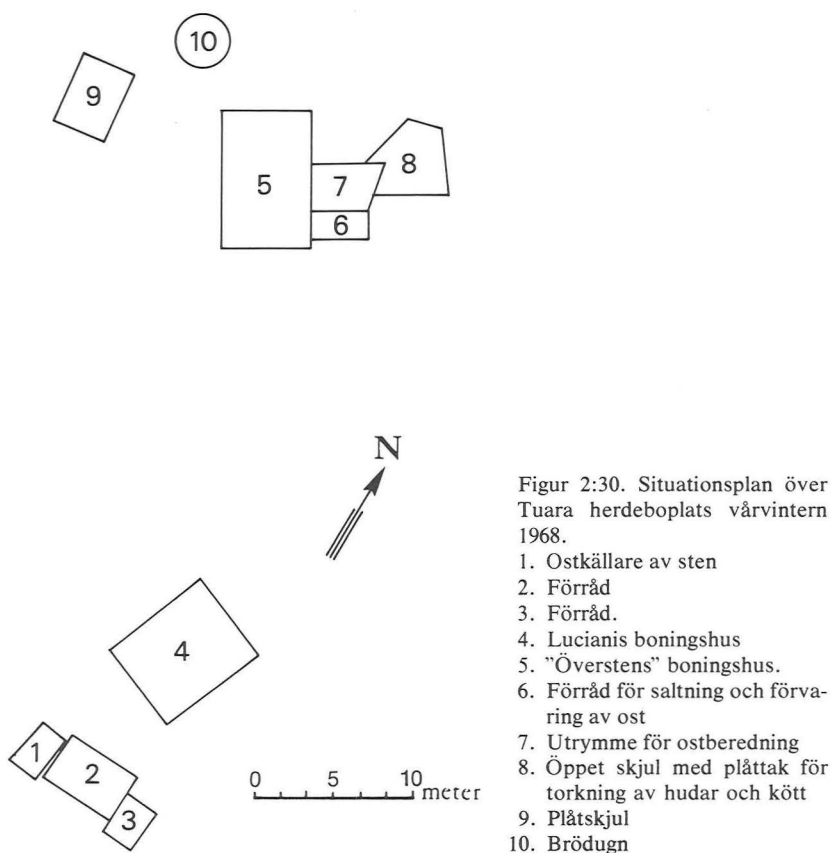 10
9
5
7
8
6
N
4
1
2
3
0 5 10
meter
Figur 2:30. Situationsplan över
Tuara herdeboplats vårvintern
1968.
1. Ostkällare av sten
2. Förråd
3. Förråd.
4. Lucianis boningshus
5. ”Överstens” boningshus.
6. Förråd för saltning och förva-
ring av ost
7. Utrymme för ostberedning
8. Öppet skjul med plåttak för
torkning av hudar och kött
9. Plåtskjul
10. Brödugn